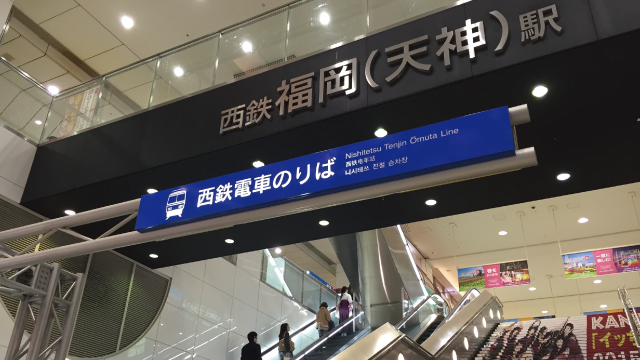 西鉄福岡(天神)駅
西鉄電車のりば
Nishitetsu Tenjin Ōmuta Line
西鉄电车站
니시테쓰 전철 승차장
KAN